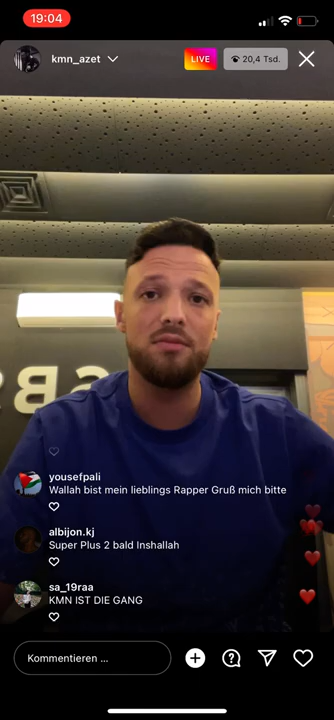 19:04
kmn_azet
LIVE
20,4 Tsd.
yousefpali
Wallah bist mein lieblings Rapper Gruß mich bitte
albijon.kj
Super Plus 2 bald Inshallah
sa_19raa
KMN IST DIE GANG
Kommentieren ...